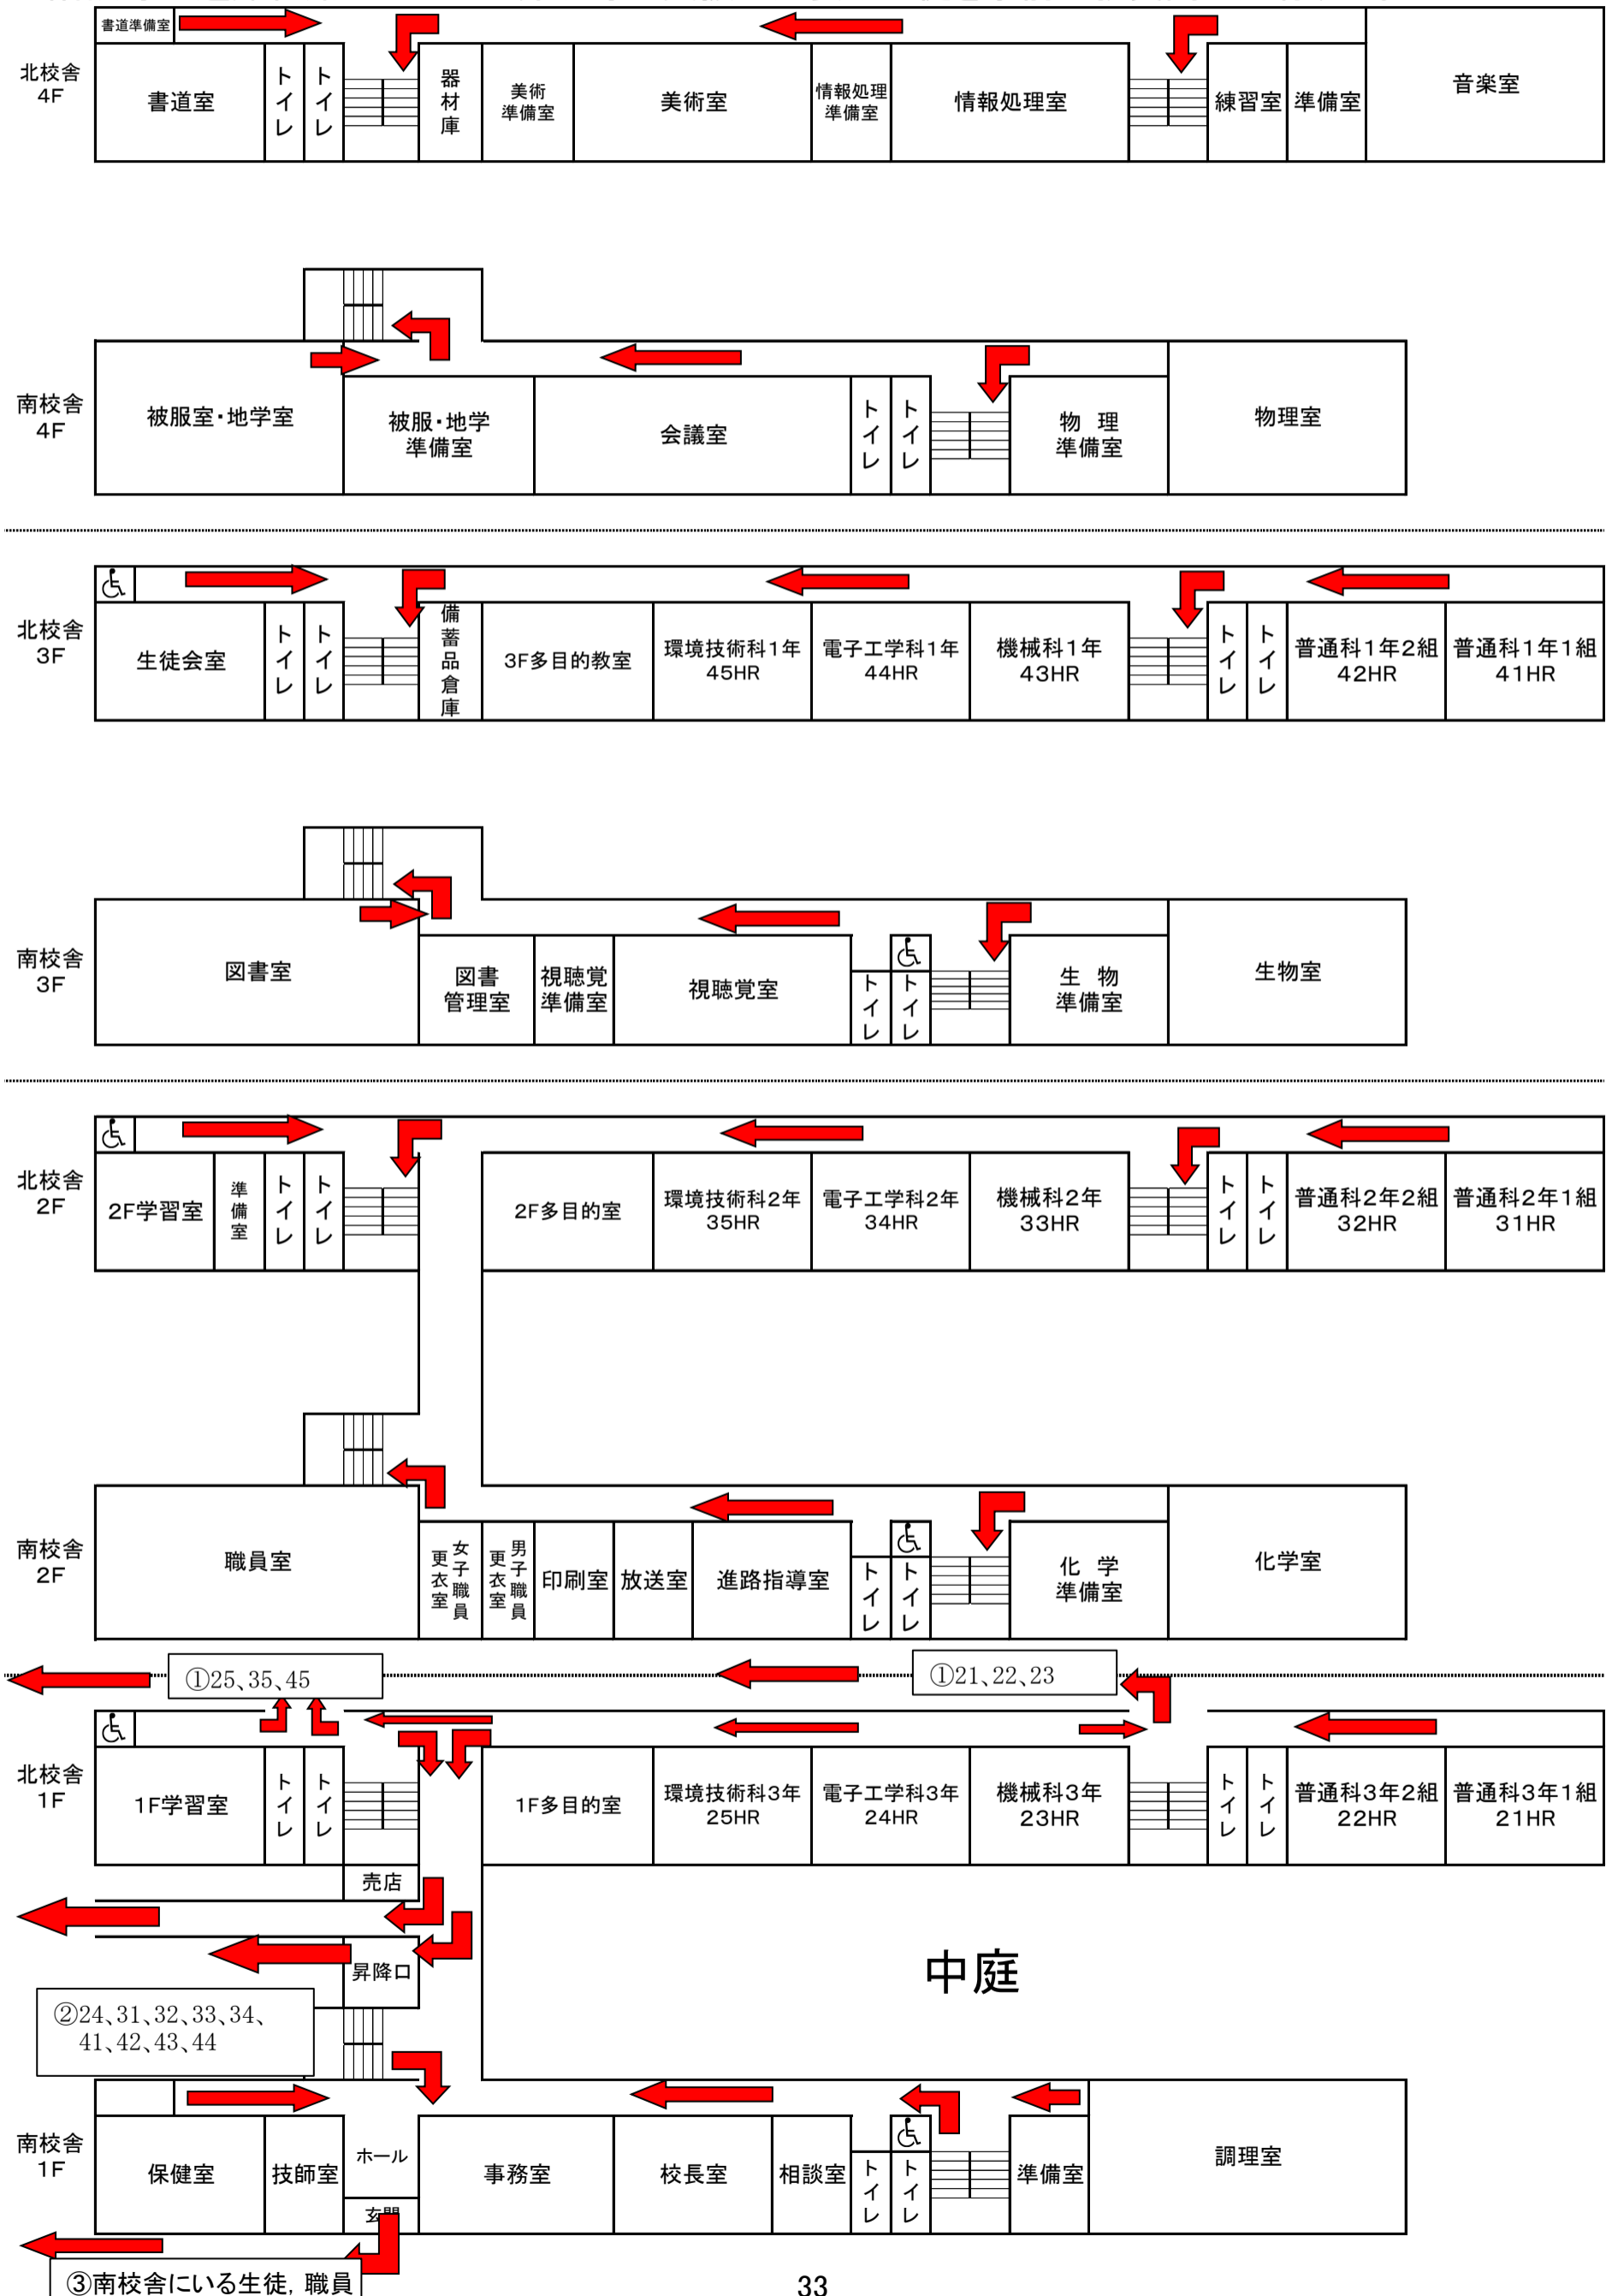 書道準備室
北校舎
4F
書道室
トイレ
トイレ
器材庫
美術
準備室
美術室
情報処理
準備室
情報処理室
練習室
準備室
音楽室
南校舎
4F
被服室・地学室
被服・地学
準備室
会議室
トイレ
トイレ
物 理
準備室
物理室
北校舎
3F
生徒会室
トイレ
トイレ
備蓄品倉庫
3F多目的教室
環境技術科1年
45HR
電子工学科1年
44HR
機械科1年
43HR
トイレ
トイレ
普通科1年2組
42HR
普通科1年1組
41HR
南校舎
3F
図書室
図書
管理室
視聴覚
準備室
視聴覚室
トイレ
トイレ
生 物
準備室
生物室
北校舎
2F
2F学習室
準備室
トイレ
トイレ
2F多目的室
環境技術科2年
35HR
電子工学科2年
34HR
機械科2年
33HR
トイレ
トイレ
普通科2年2組
32HR
普通科2年1組
31HR
南校舎
2F
職員室
女子職員
更衣室
男子職員
更衣室
印刷室
放送室
進路指導室
トイレ
トイレ
化 学
準備室
化学室
①25、35、45
①21、22、23
北校舎
1F
1F学習室
トイレ
トイレ
1F多目的室
環境技術科3年
25HR
電子工学科3年
24HR
機械科3年
23HR
トイレ
トイレ
普通科3年2組
22HR
普通科3年1組
21HR
売店
昇降口
中庭
②24、31、32、33、34、
41、42、43、44
南校舎
1F
保健室
技師室
ホール
玄関
事務室
校長室
相談室
トイレ
トイレ
準備室
調理室
③南校舎にいる生徒，職員
33